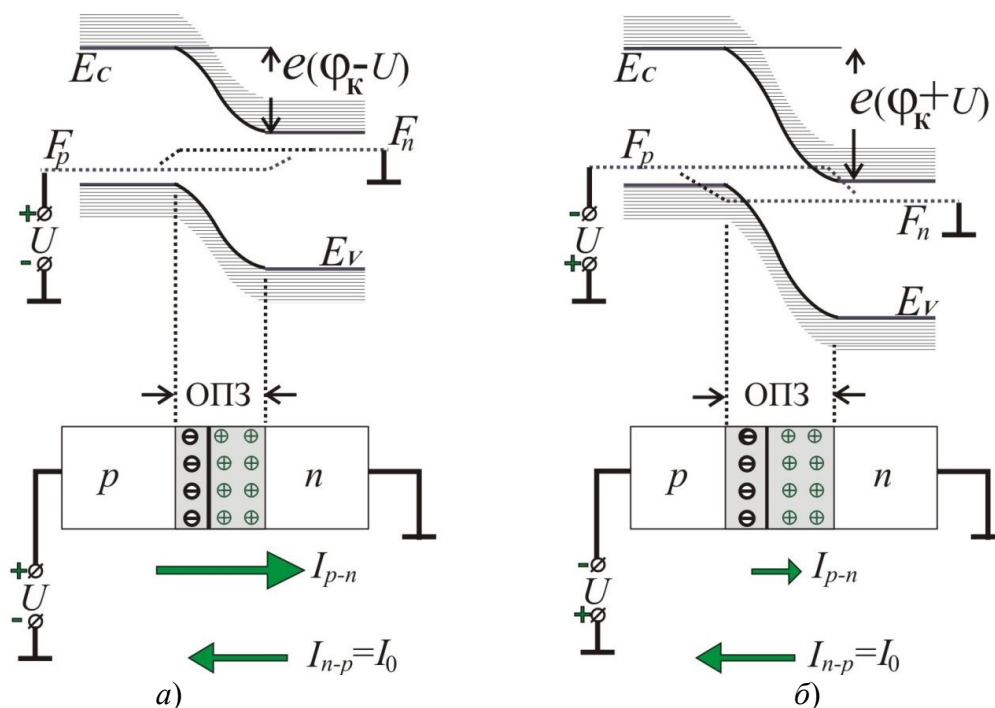 Ec
e(φк-U)
Fp
Fn
+
U
-
Ev
ОПЗ
p
n
+
U
-
Ip-n
In-p=I0
а)
Ec
e(φк+U)
Fp
-
U
+
Fn
Ev
ОПЗ
p
n
-
U
+
Ip-n
In-p=I0
б)